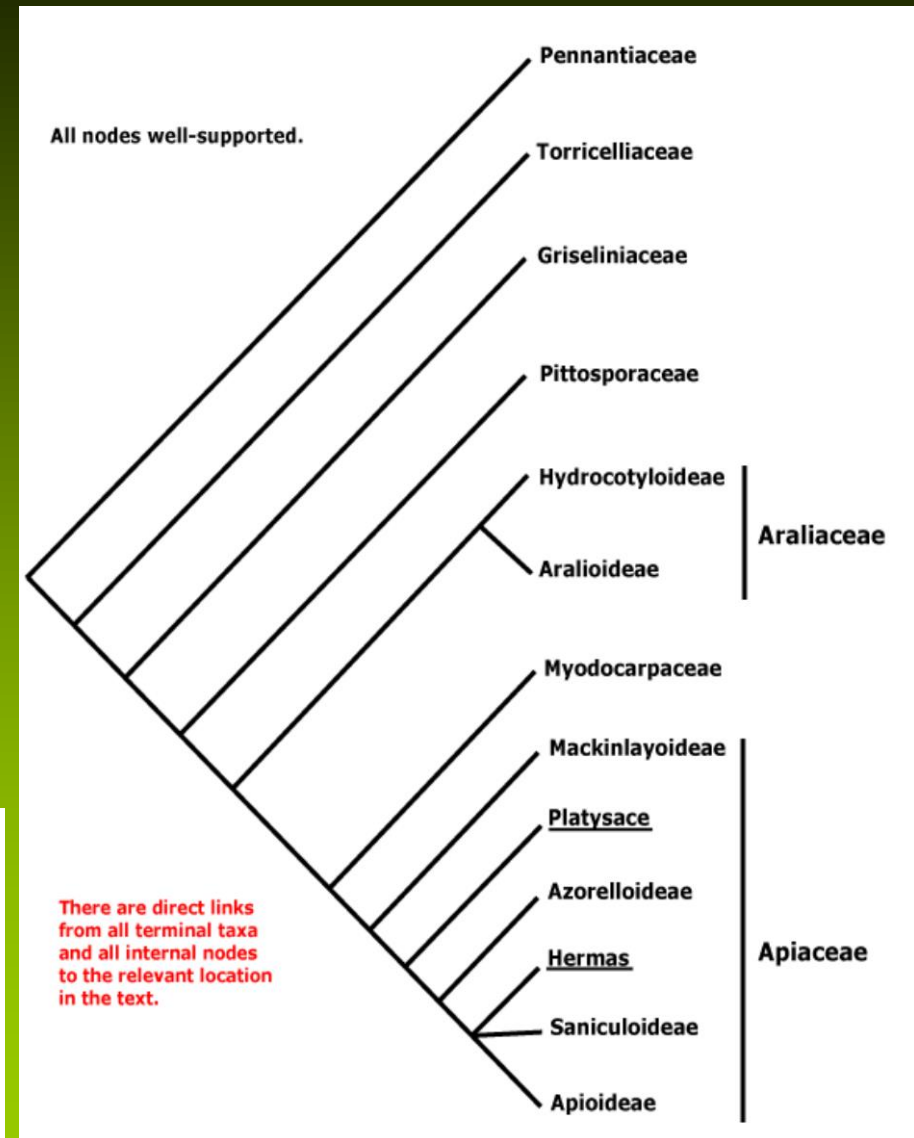 Pennantiaceae
All nodes well-supported.
Torricelliaceae
Griseliniaceae
Pittosporaceae
Hydrocotyloideae
Araliaceae
Aralioideae
Myodocarpaceae
Mackinlayoideae
Platysace
Azorelloideae
There are direct links
from all terminal taxa
and all internal nodes
to the relevant location
in the text.
Hermas
Apiaceae
Saniculoideae
Apioideae